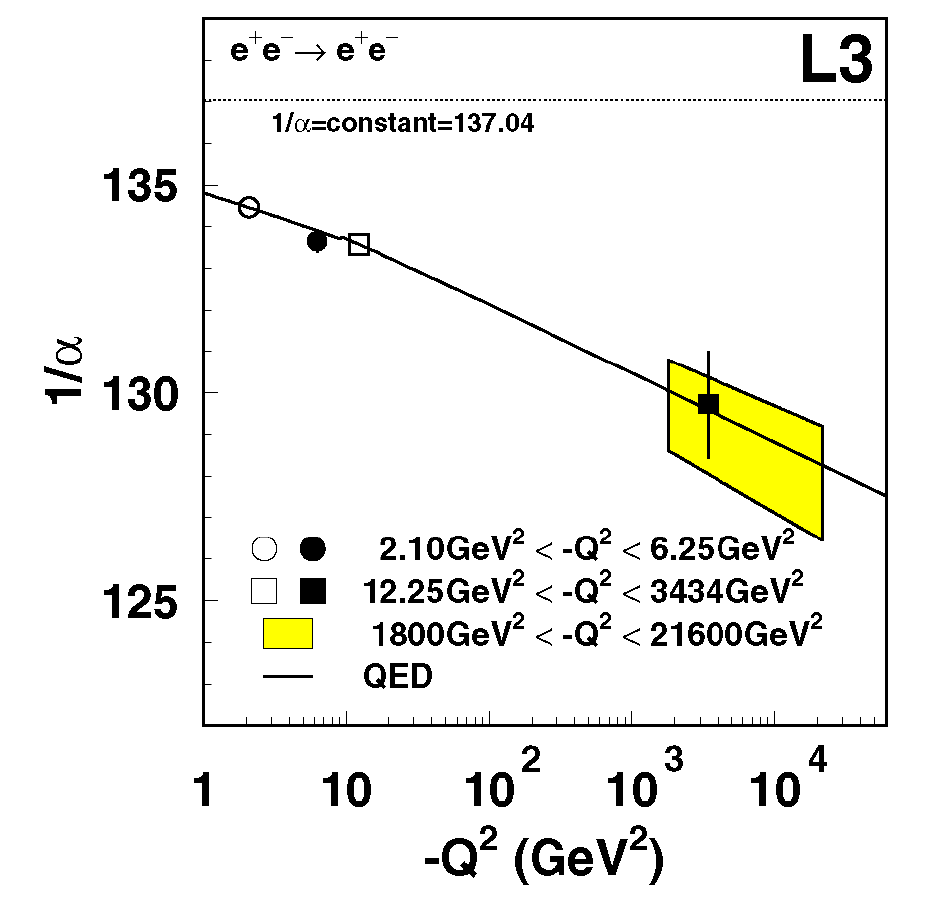 e⁺e⁻→ e⁺e⁻
L3
1/α=constant=137.04
135
130
125
1/α
2.10GeV² < -Q² < 6.25GeV²
12.25GeV² < -Q² < 3434GeV²
1800GeV² < -Q² < 21600GeV²
QED
1 10 10² 10³ 10⁴
-Q² (GeV²)